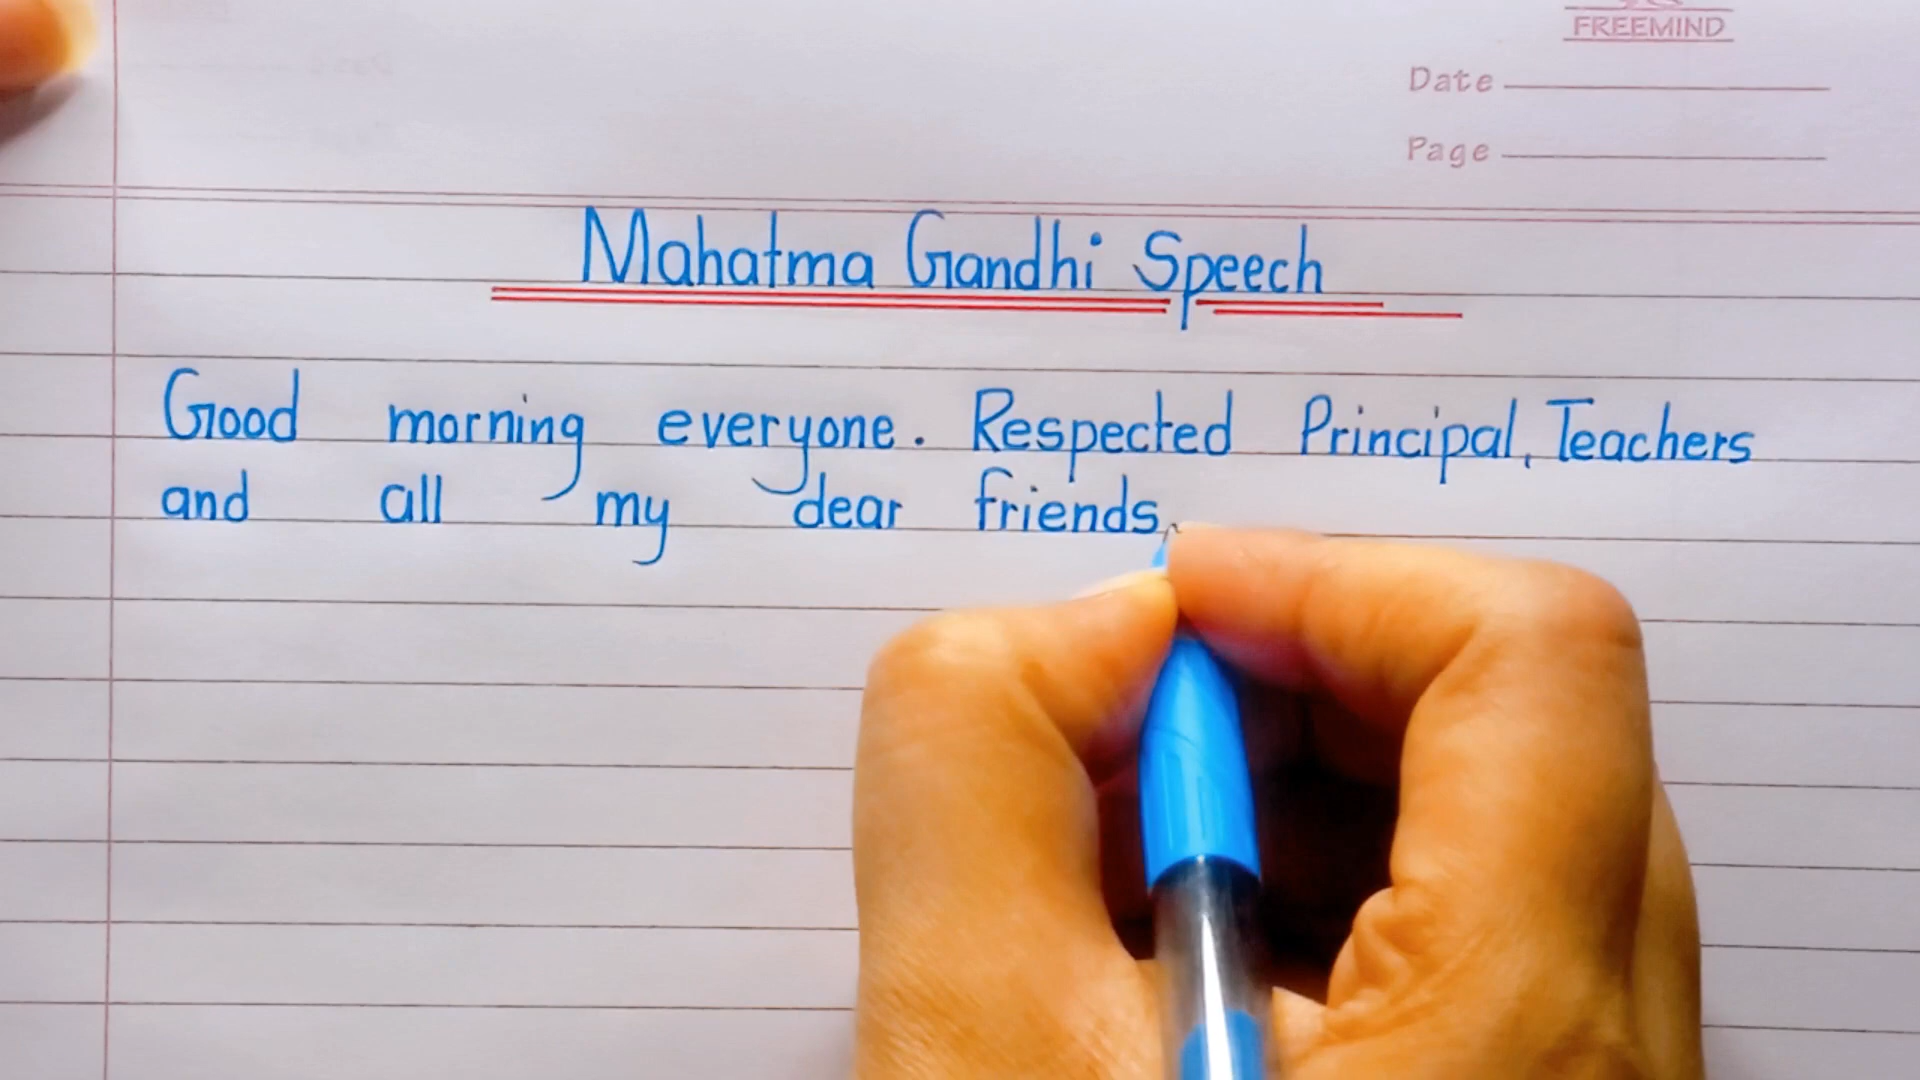 FREEMIND
Date
Page
Mahatma Gandhi Speech
Good morning everyone. Respected Principal, Teachers
and all my dear friends